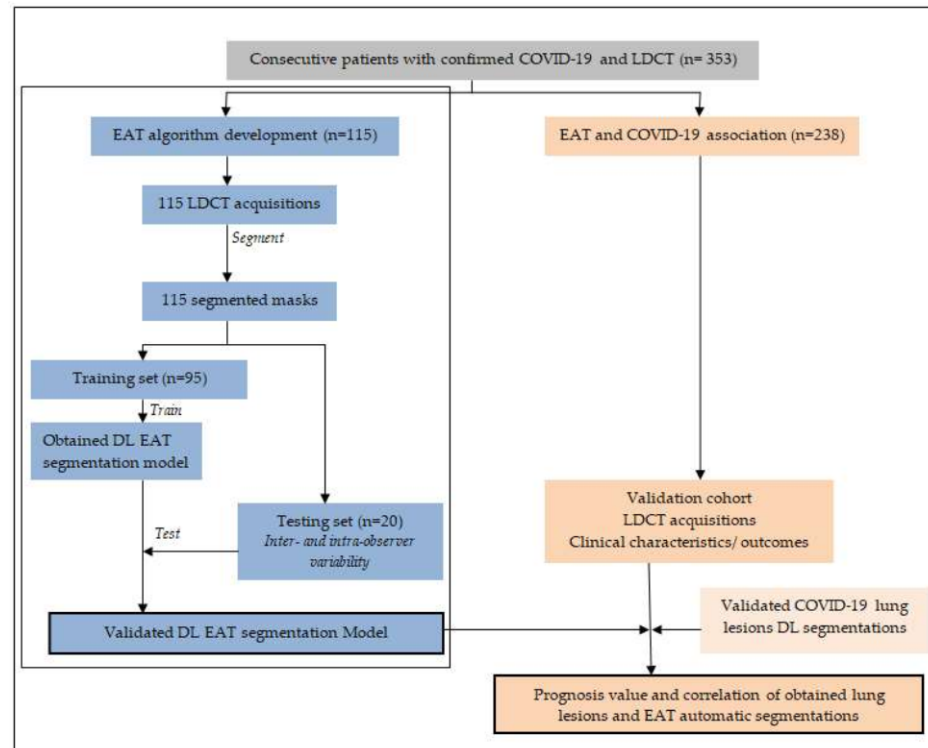 Consecutive patients with confirmed COVID-19 and LDCT (n= 353)
EAT algorithm development (n=115)
EAT and COVID-19 association (n=238)
115 LDCT acquisitions
Segment
115 segmented masks
Training set (n=95)
Train
Obtained DL EAT
segmentation model
Testing set (n=20)
Inter- and intra-observer
variability
Test
Validation cohort
LDCT acquisitions
Clinical characteristics/ outcomes
Validated COVID-19 lung
lesions DL segmentations
Validated DL EAT segmentation Model
Prognosis value and correlation of obtained lung
lesions and EAT automatic segmentations